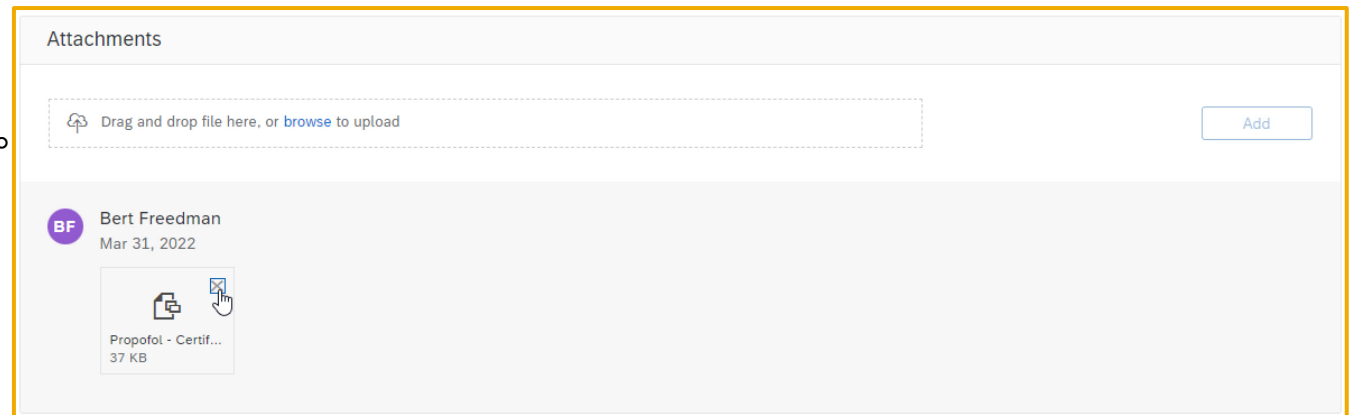 Attachments
Drag and drop file here, or browse to upload
Add
BF
Bert Freedman
Mar 31, 2022
Propofol - Certif...
37 KB